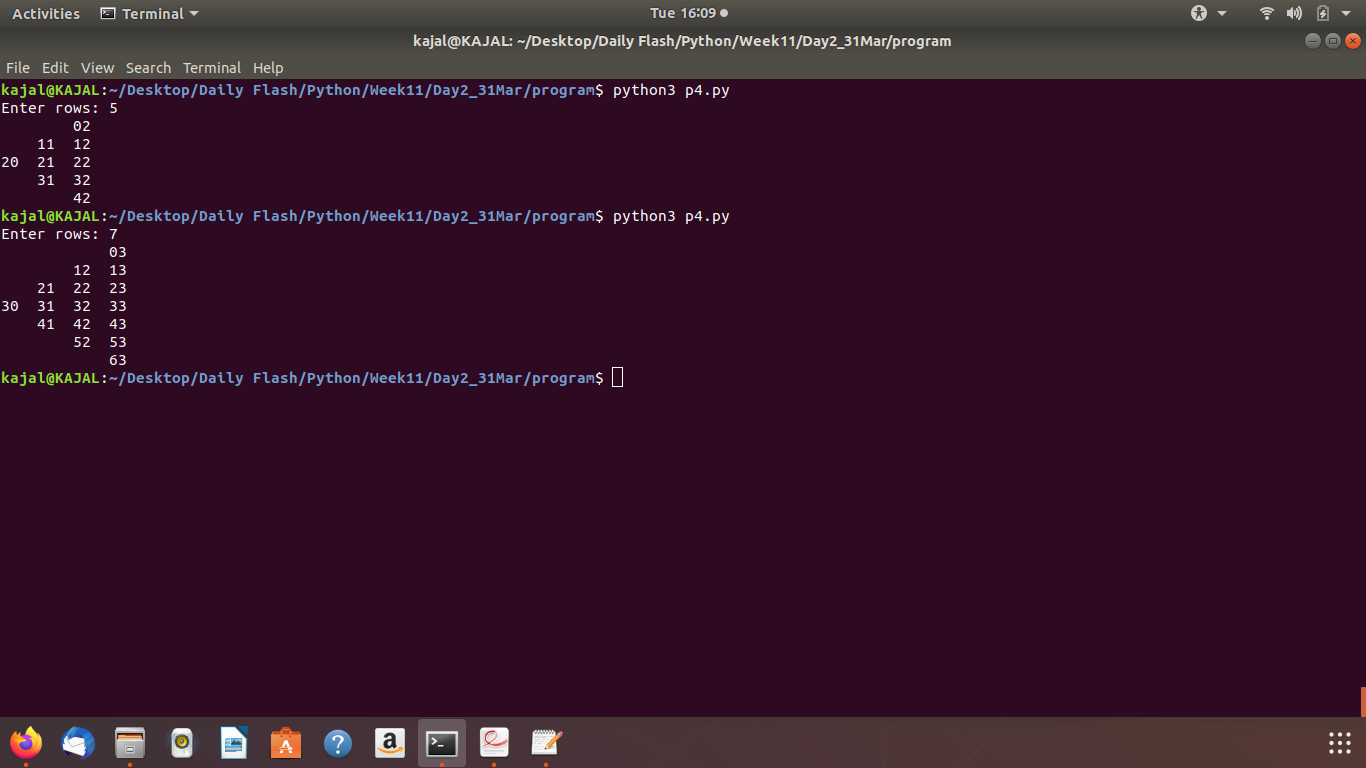 Activities Terminal Tue 16:09
kajal@KAJAL: ~/Desktop/Daily Flash/Python/Week11/Day2_31Mar/program
File Edit View Search Terminal Help
kajal@KAJAL:~/Desktop/Daily Flash/Python/Week11/Day2_31Mar/program$ python3 p4.py
Enter rows: 5
        02
    11  12
20  21  22
    31  32
        42
kajal@KAJAL:~/Desktop/Daily Flash/Python/Week11/Day2_31Mar/program$ python3 p4.py
Enter rows: 7
            03
        12  13
    21  22  23
30  31  32  33
    41  42  43
        52  53
            63
kajal@KAJAL:~/Desktop/Daily Flash/Python/Week11/Day2_31Mar/program$